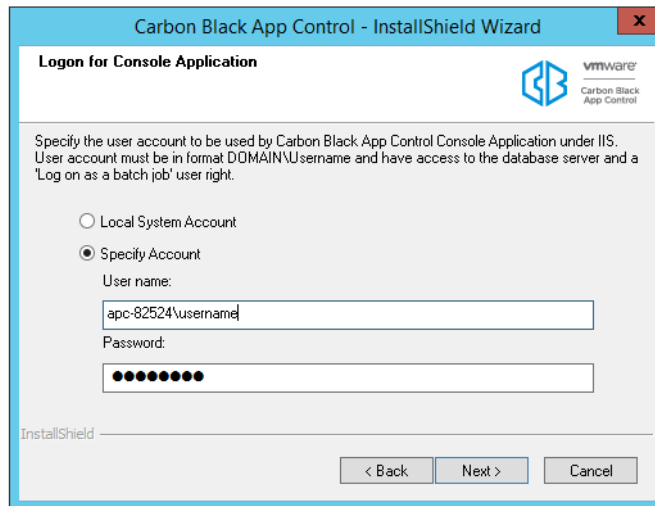 Carbon Black App Control - InstallShield Wizard
x
Logon for Console Application
vmware
Carbon Black
App Control
Specify the user account to be used by Carbon Black App Control Console Application under IIS.
User account must be in format DOMAIN\Username and have access to the database server and a
'Log on as a batch job' user right.
Local System Account
Specify Account
User name:
apc-82524\username
Password:
●●●●●●●●
InstallShield
< Back
Next >
Cancel